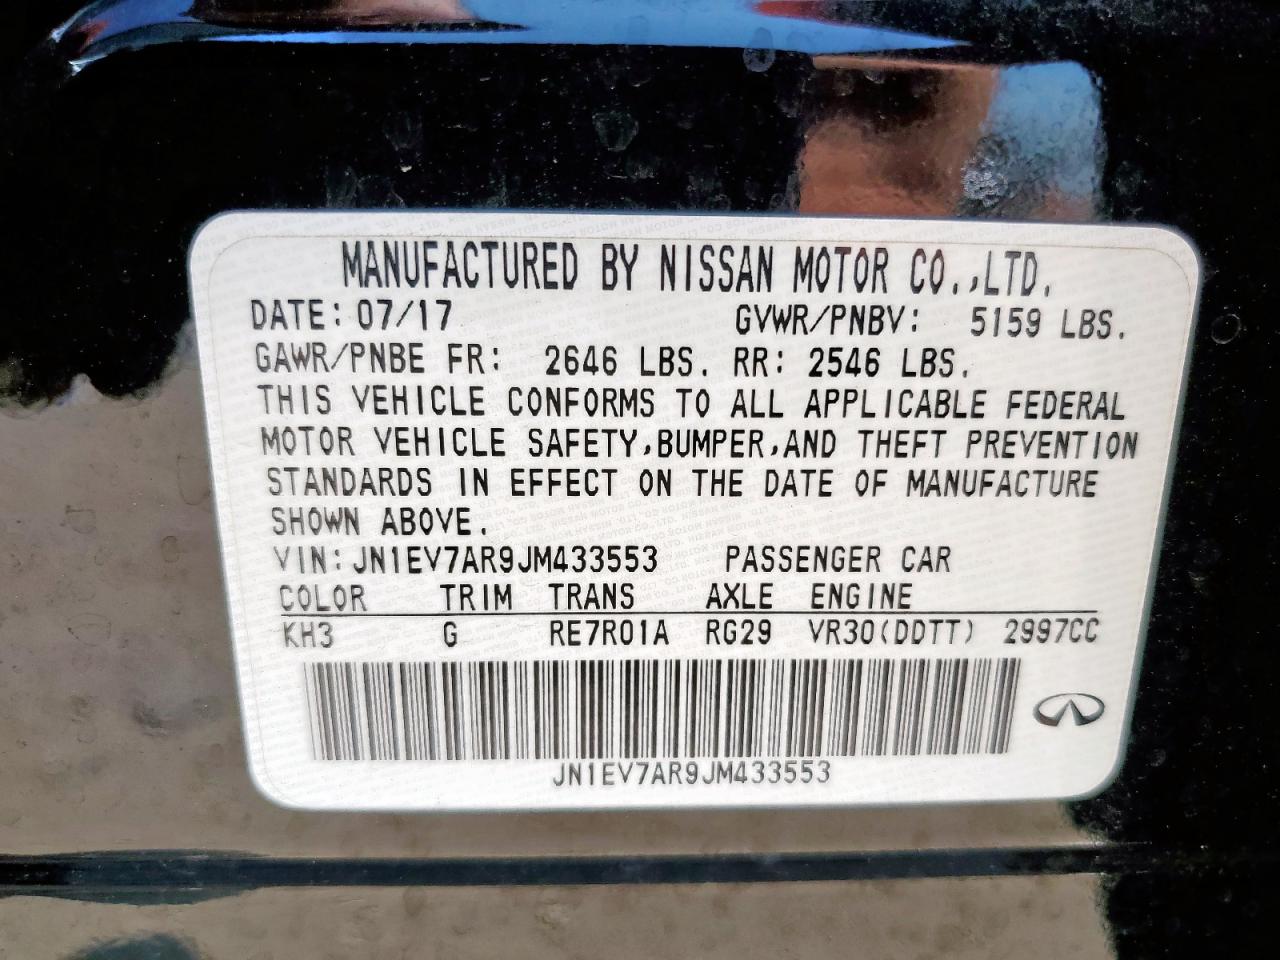 MANUFACTURED BY NISSAN MOTOR CO.,LTD.
DATE: 07/17 GVWR/PNBV: 5159 LBS.
GAWR/PNBE FR: 2646 LBS. RR: 2546 LBS.
THIS VEHICLE CONFORMS TO ALL APPLICABLE FEDERAL
MOTOR VEHICLE SAFETY,BUMPER,AND THEFT PREVENTION
STANDARDS IN EFFECT ON THE DATE OF MANUFACTURE
SHOWN ABOVE.
VIN:JN1EV7AR9JM433553 PASSENGER CAR
COLOR TRIM TRANS AXLE ENGINE
KH3 G RE7R01A RG29 VR30(DDTT) 2997CC
JN1EV7AR9JM433553